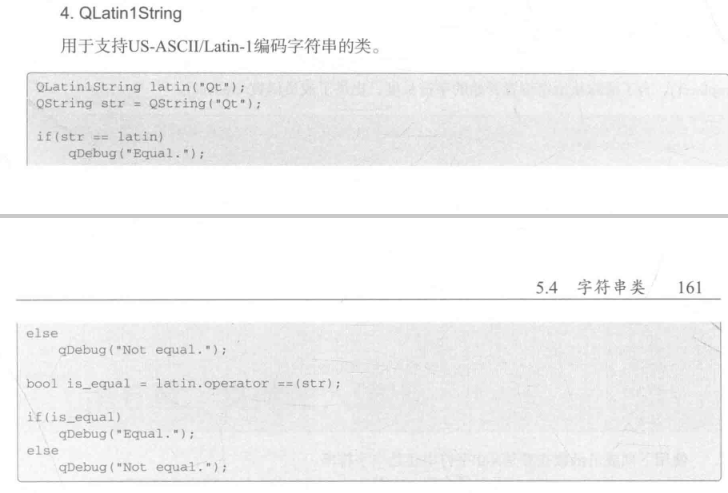 4. QLatin1String
用于支持US-ASCII/Latin-1编码字符串的类。
QLatin1String latin("Qt");
QString str = QString("Qt");
if(str == latin)
    qDebug("Equal.");
5.4 字符串类 161
else
    qDebug("Not equal.");
bool is_equal = latin.operator ==(str);
if(is_equal)
    qDebug("Equal.");
else
    qDebug("Not equal.");